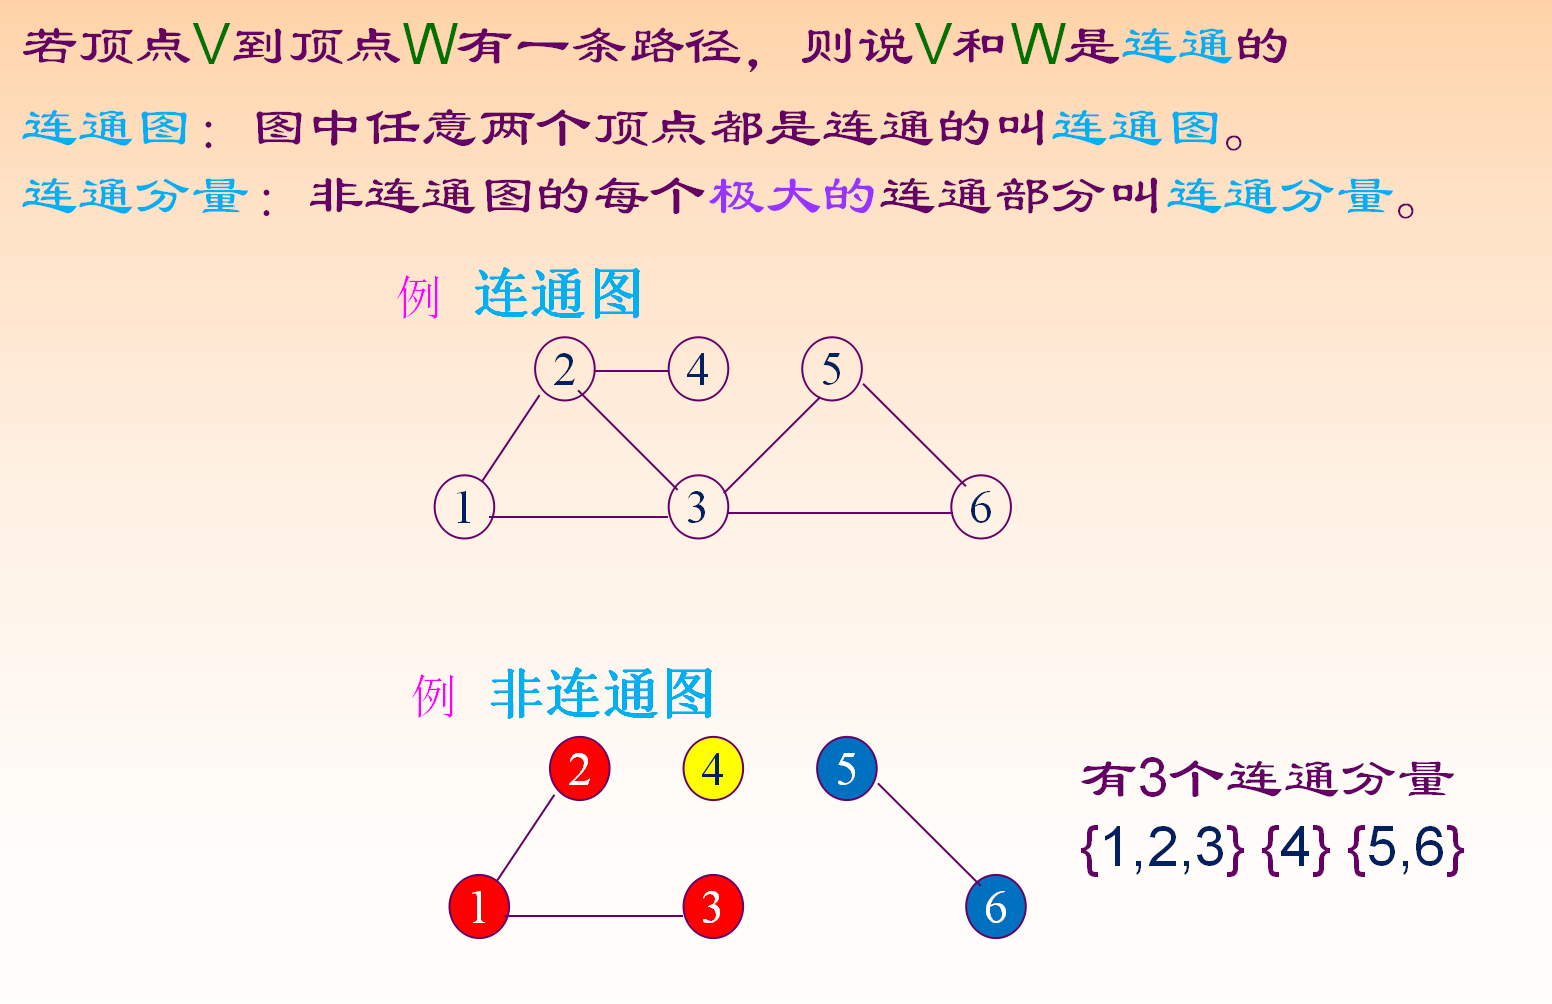 若顶点V到顶点W有一条路径，则说V和W是连通的
连通图：图中任意两个顶点都是连通的叫连通图。
连通分量：非连通图的每个极大的连通部分叫连通分量。
例 连通图
2 4 5
1 3 6
例 非连通图
2 4 5
有3个连通分量
{1,2,3} {4} {5,6}
1 3 6